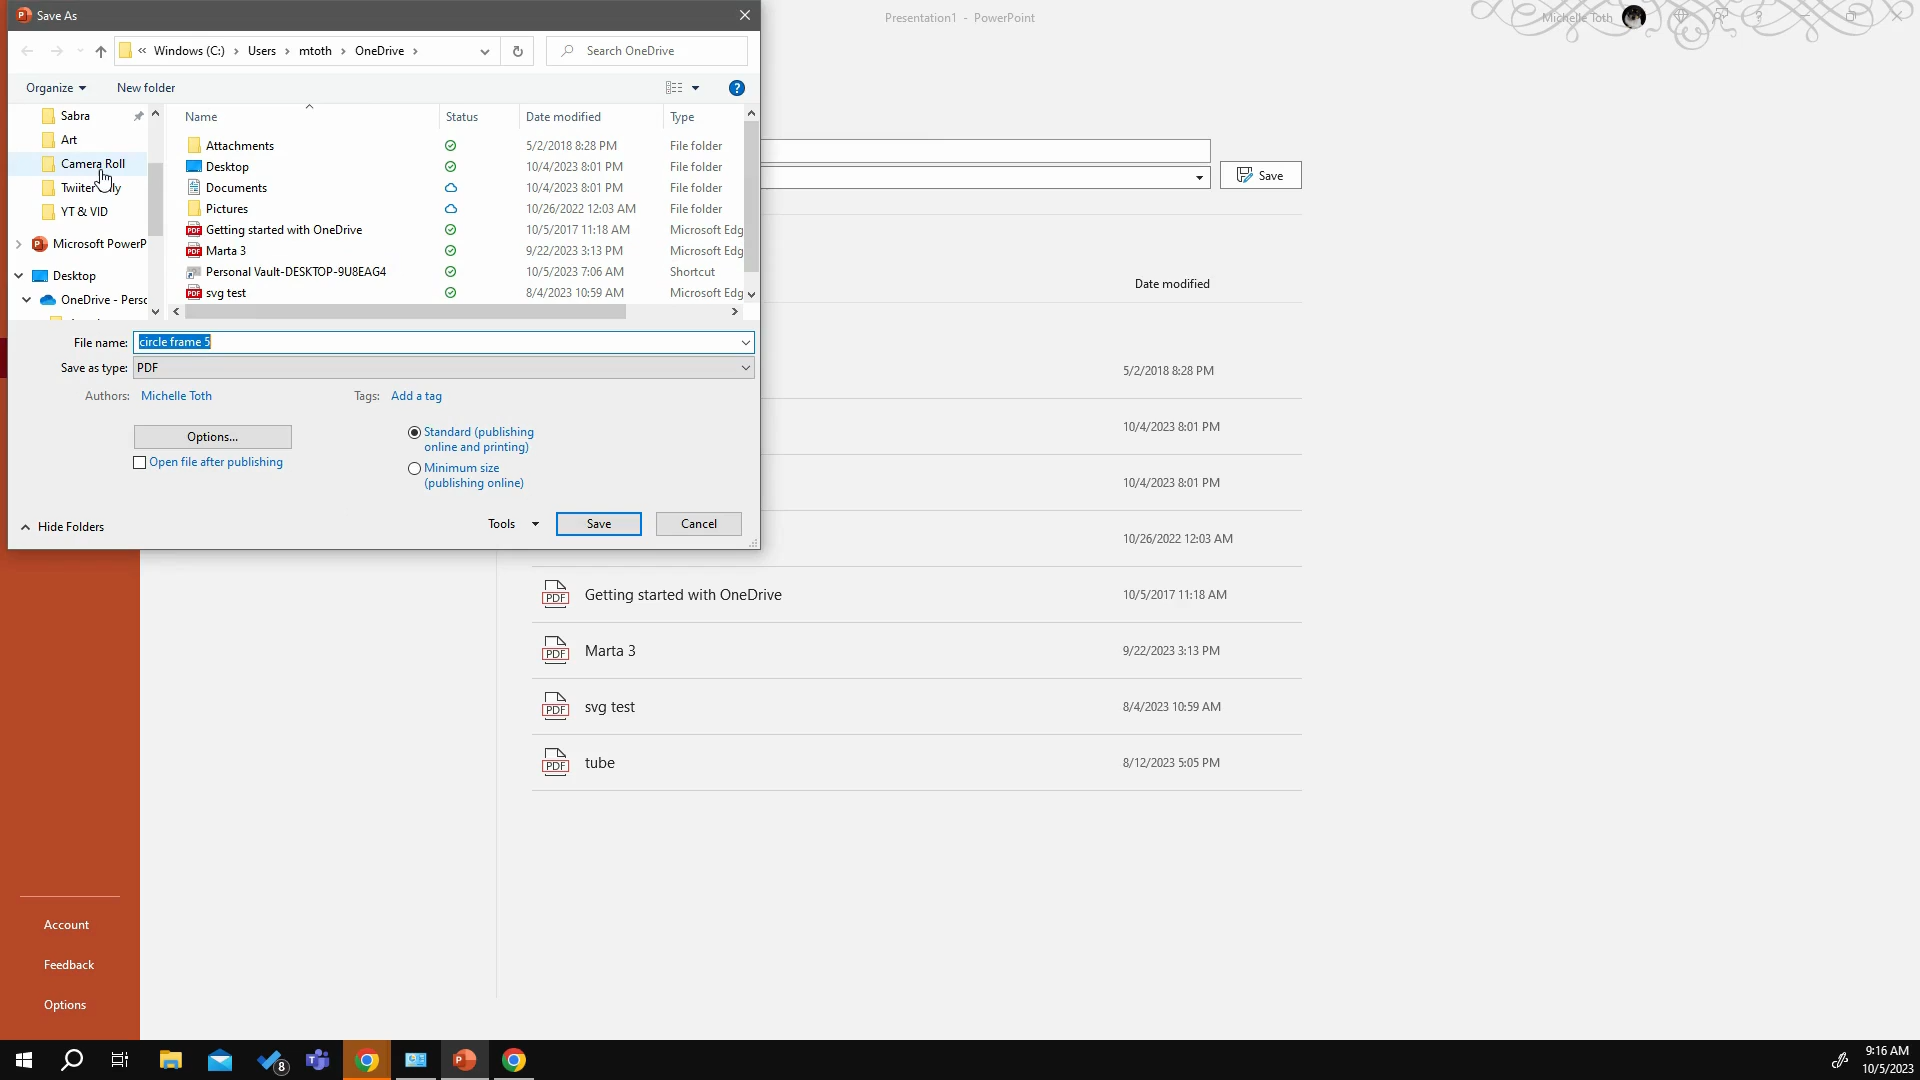 Save As
Presentation1 - PowerPoint
Michelle Toth
« Windows (C:) › Users › mtoth › OneDrive ›
Search OneDrive
Organize
New folder
Sabra
Art
Camera Roll
YT & VID
Microsoft PowerP
Desktop
OneDrive - Perso
Name Status Date modified Type
Attachments 5/2/2018 8:28 PM File folder
Desktop 10/4/2023 8:01 PM File folder
Documents 10/4/2023 8:01 PM File folder
Pictures 10/26/2022 12:03 AM File folder
PDF Getting started with OneDrive 10/5/2017 11:18 AM Microsoft Edg
PDF Marta 3 9/22/2023 3:13 PM Microsoft Edg
Personal Vault-DESKTOP-9U8EAG4 10/5/2023 7:06 AM Shortcut
PDF svg test 8/4/2023 10:59 AM Microsoft Edg
File name: circle frame 5
Save as type: PDF
Authors: Michelle Toth
Tags: Add a tag
Options...
Open file after publishing
Standard (publishing
online and printing)
Minimum size
(publishing online)
Hide Folders
Tools
Save
Cancel
Save
Date modified
5/2/2018 8:28 PM
10/4/2023 8:01 PM
10/4/2023 8:01 PM
10/26/2022 12:03 AM
PDF Getting started with OneDrive 10/5/2017 11:18 AM
PDF Marta 3 9/22/2023 3:13 PM
PDF svg test 8/4/2023 10:59 AM
PDF tube 8/12/2023 5:05 PM
Account
Feedback
Options
8
9:16 AM
10/5/2023